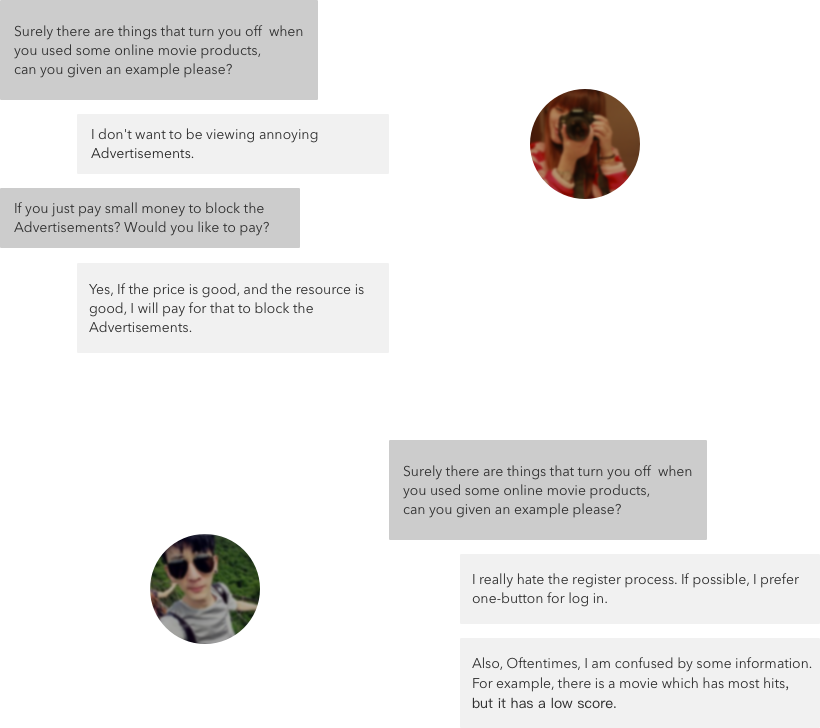 Surely there are things that turn you off  when
you used some online movie products,
can you given an example please?
I don't want to be viewing annoying
Advertisements.
If you just pay small money to block the
Advertisements? Would you like to pay?
Yes, If the price is good, and the resource is
good, I will pay for that to block the
Advertisements.
Surely there are things that turn you off  when
you used some online movie products,
can you given an example please?
I really hate the register process. If possible, I prefer
one-button for log in.
Also, Oftentimes, I am confused by some information.
For example, there is a movie which has most hits,
but it has a low score.